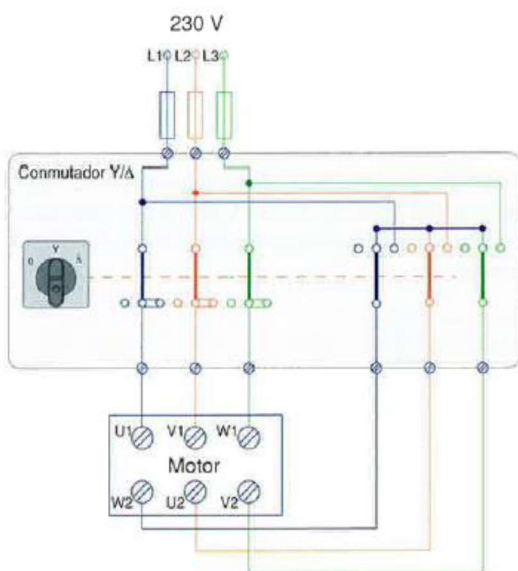 230 V
L1 L2 L3
Conmutador Y/Δ
Y
0 Δ
U1 V1 W1
Motor
W2 U2 V2